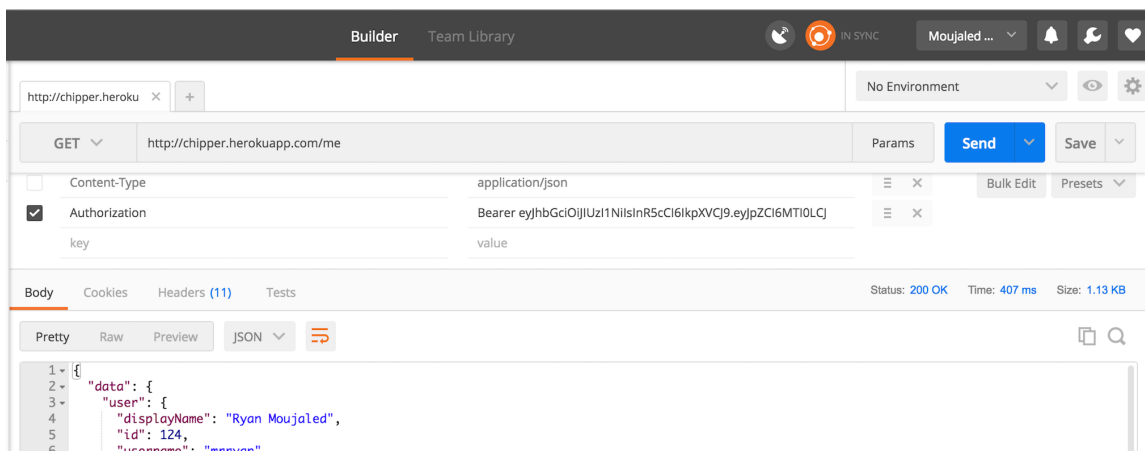 Builder Team Library IN SYNC Moujaled ...
http://chipper.heroku No Environment
GET http://chipper.herokuapp.com/me Params Send Save
Content-Type application/json Bulk Edit Presets
Authorization Bearer eyJhbGciOiJIUzI1NiIsInR5cCI6IkpXVCJ9.eyJpZCI6MTI0LCJ
key value
Body Cookies Headers (11) Tests Status: 200 OK Time: 407 ms Size: 1.13 KB
Pretty Raw Preview JSON
1 {
2 "data": {
3 "user": {
4 "displayName": "Ryan Moujaled",
5 "id": 124,
6 "username": "mrryan"